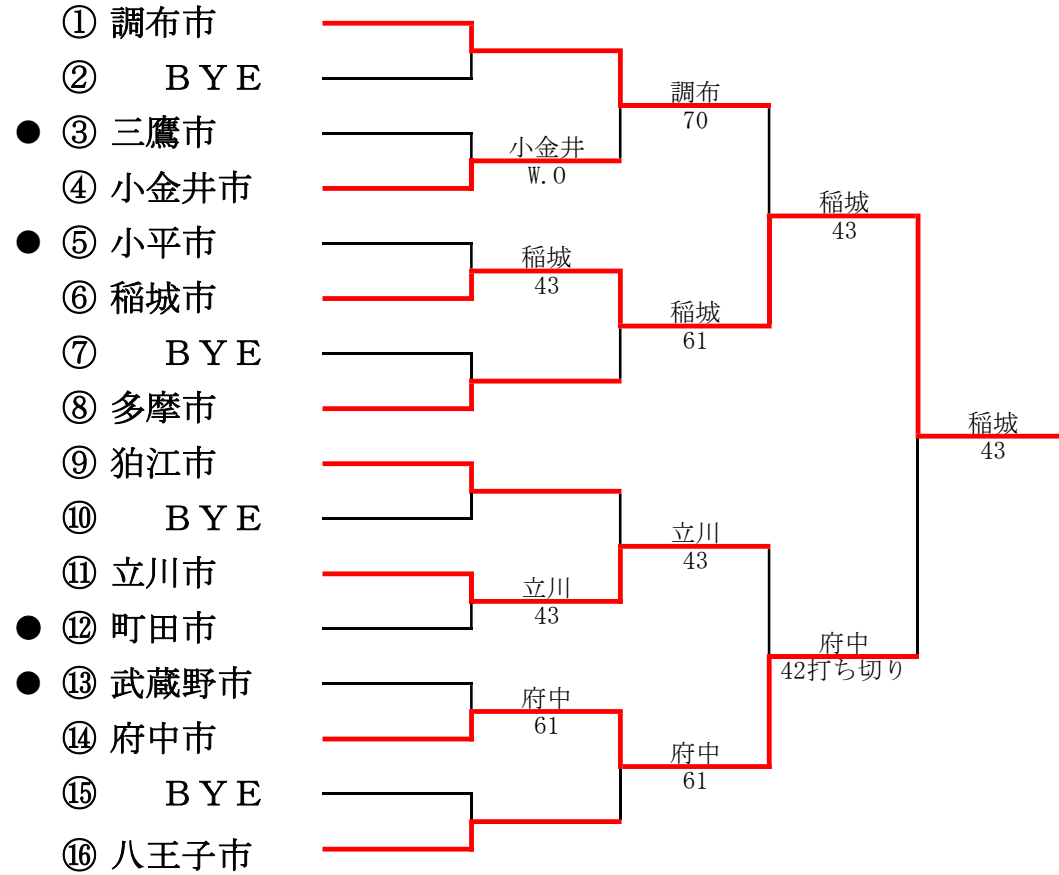 ① 調布市
② ＢＹＥ
● ③ 三鷹市
④ 小金井市
● ⑤ 小平市
⑥ 稲城市
⑦ ＢＹＥ
⑧ 多摩市
⑨ 狛江市
⑩ ＢＹＥ
⑪ 立川市
● ⑫ 町田市
● ⑬ 武蔵野市
⑭ 府中市
⑮ ＢＹＥ
⑯ 八王子市
小金井
W.O
稲城
43
立川
43
府中
61
調布
70
稲城
61
立川
43
府中
61
稲城
43
府中
42打ち切り
稲城
43